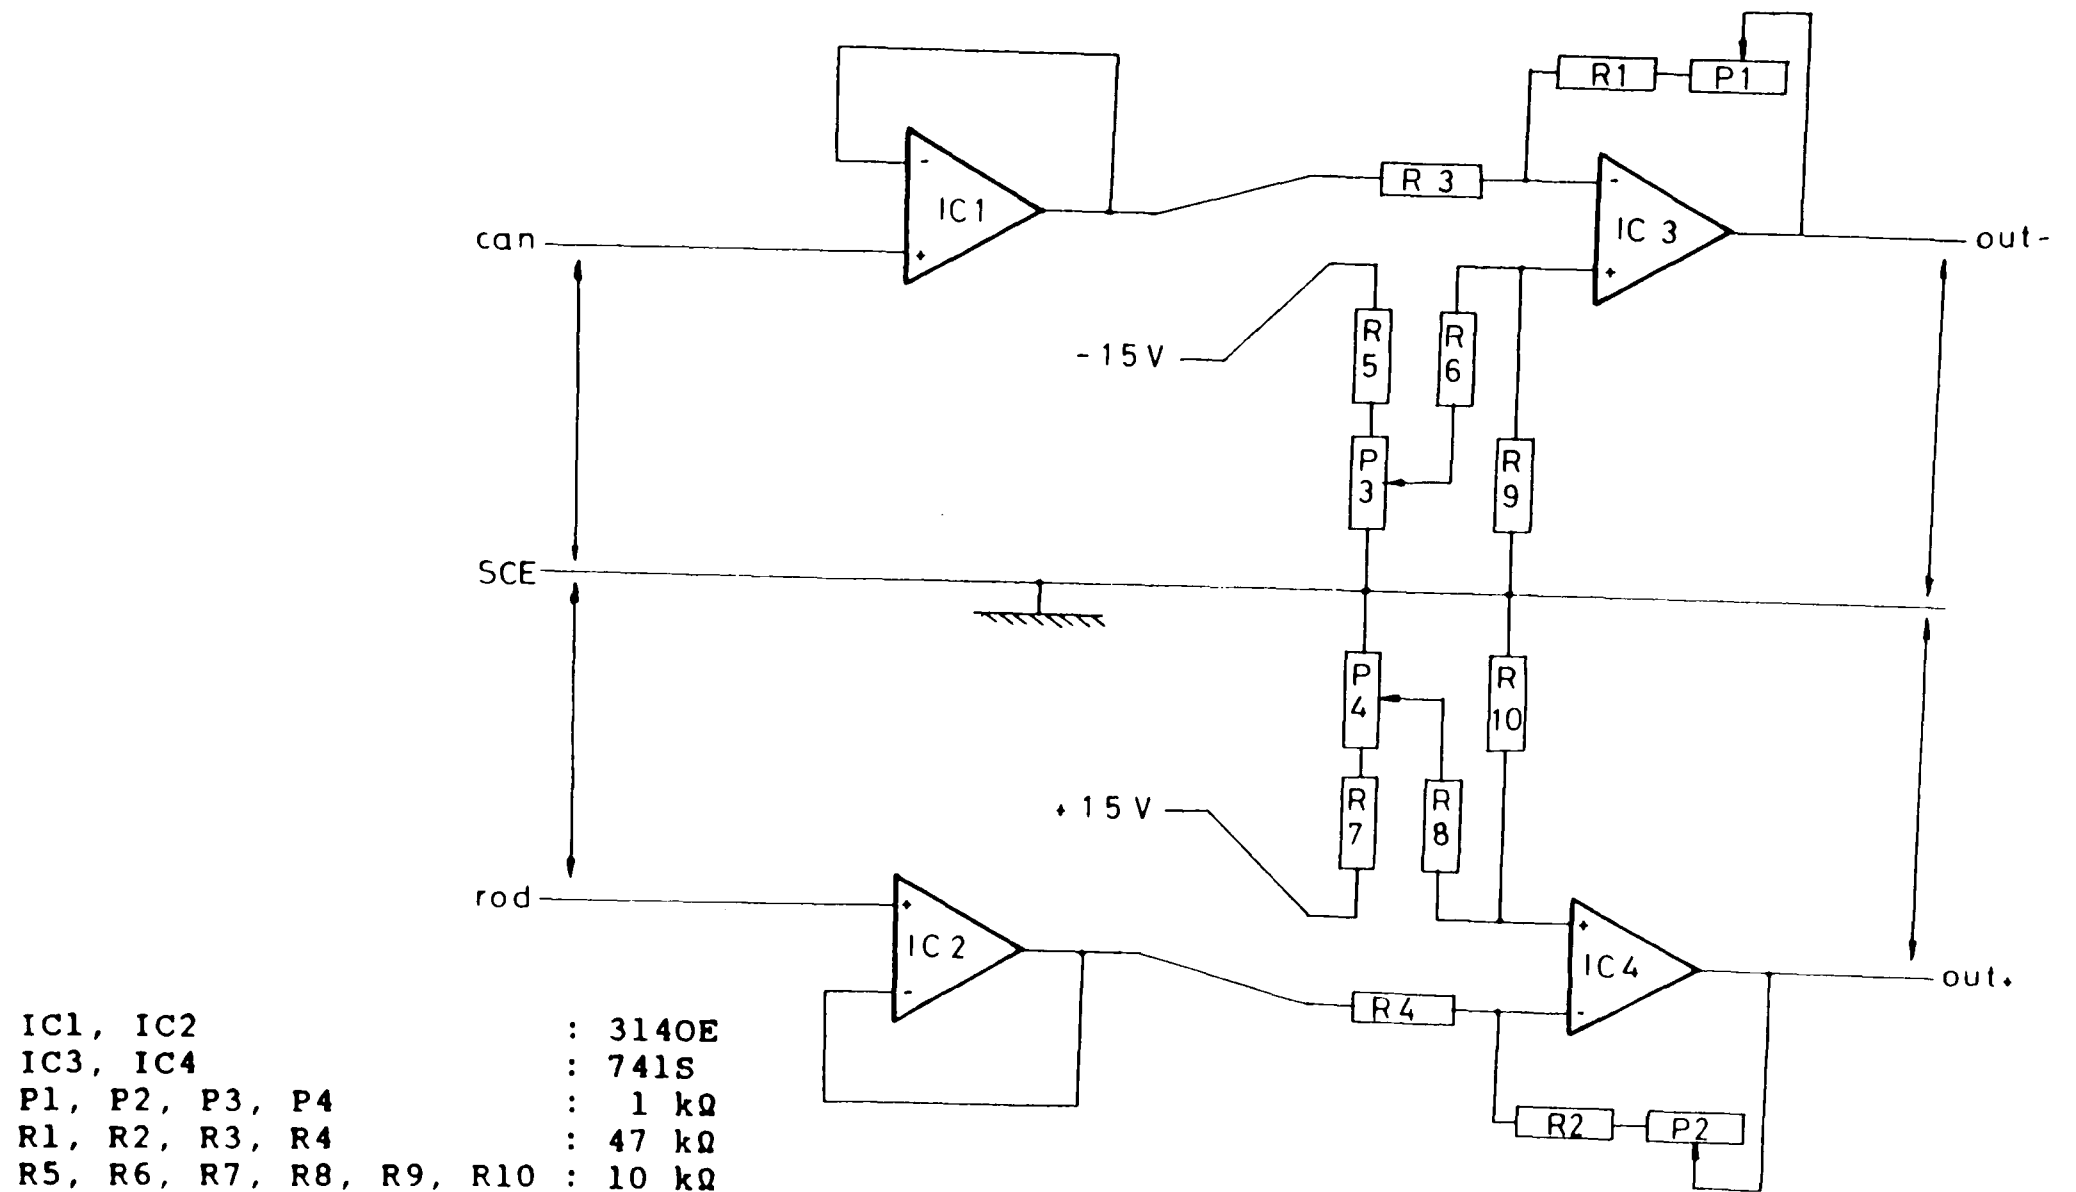 R1 P1
R 3
IC1
IC 3
can
out-
- +
- +
-15V
R 5
R 6
P 3
R 9
SCE
P 4
R 10
+15V
R 7
R 8
rod
+ -
IC 2
+ -
IC4
out+
R4
R2 P2
IC1, IC2 : 3140E
IC3, IC4 : 741S
P1, P2, P3, P4 : 1 kΩ
R1, R2, R3, R4 : 47 kΩ
R5, R6, R7, R8, R9, R10 : 10 kΩ